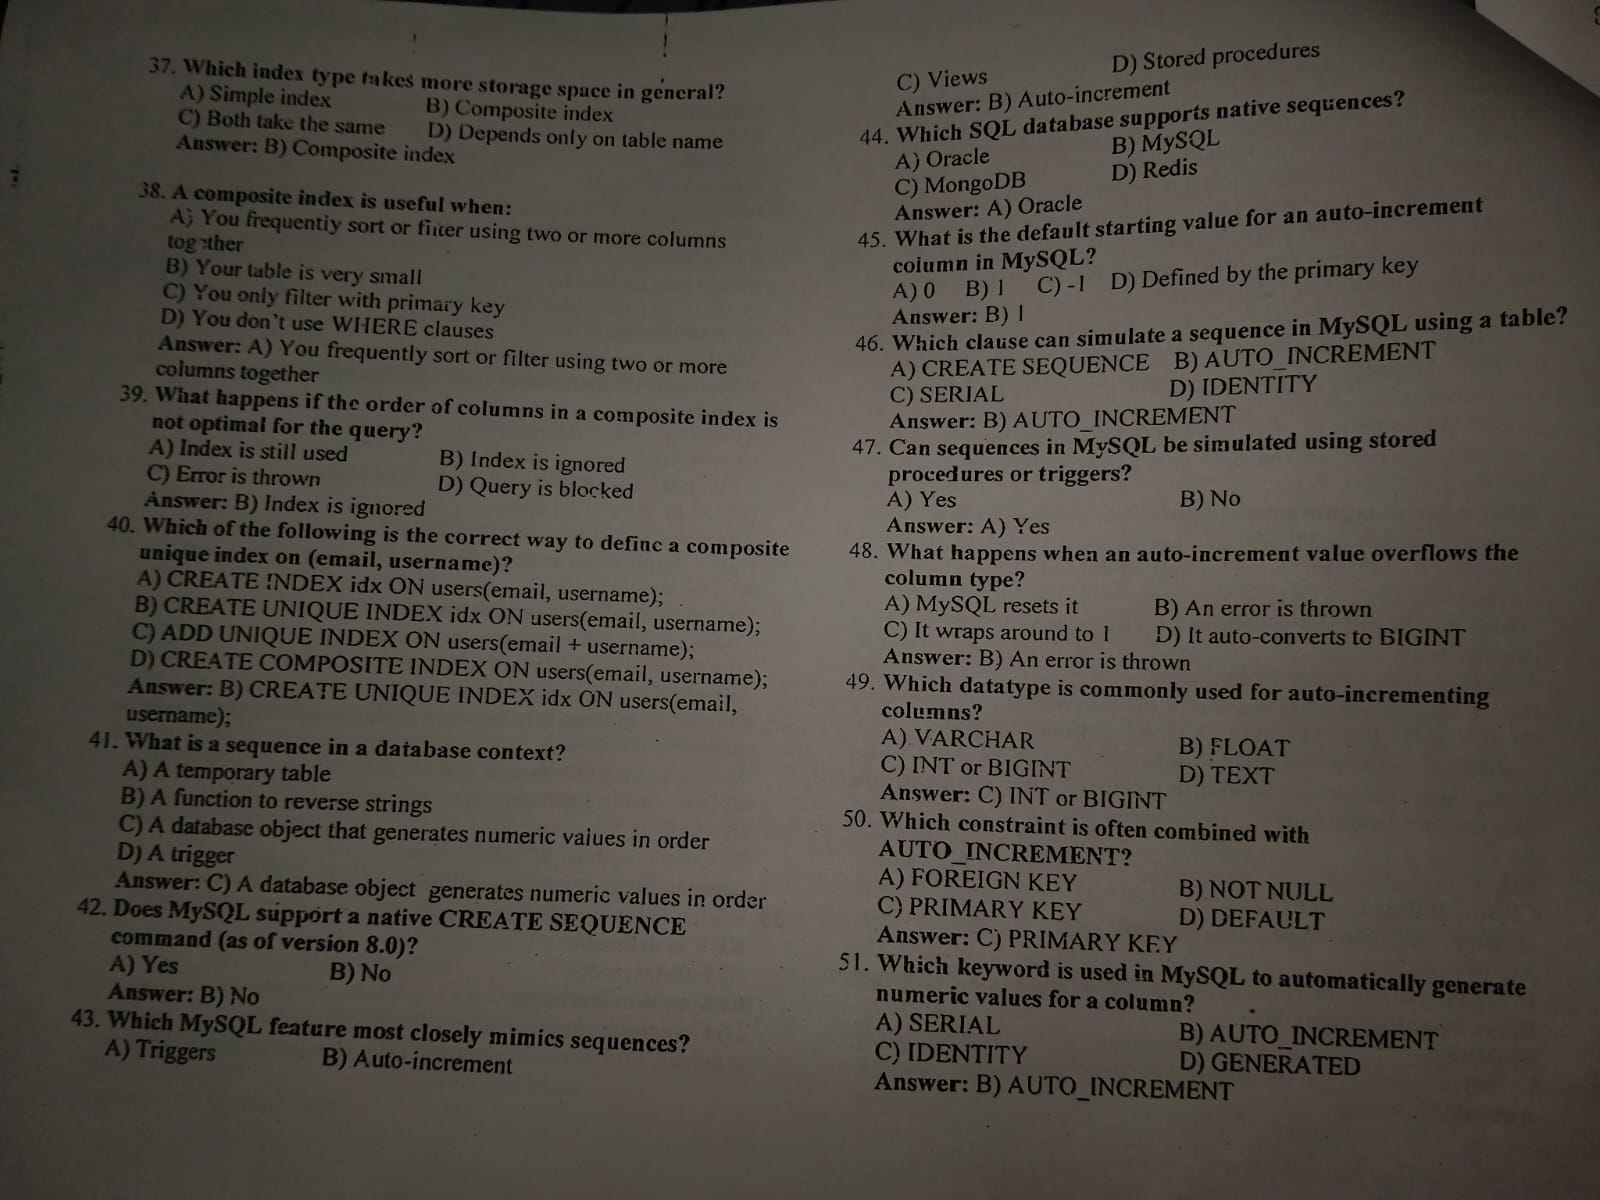 37. Which index type takes more storage space in general?
A) Simple index B) Composite index
C) Both take the same D) Depends only on table name
Answer: B) Composite index
38. A composite index is useful when:
A) You frequently sort or filter using two or more columns
together
B) Your table is very small
C) You only filter with primary key
D) You don't use WHERE clauses
Answer: A) You frequently sort or filter using two or more
columns together
39. What happens if the order of columns in a composite index is
not optimal for the query?
A) Index is still used B) Index is ignored
C) Error is thrown D) Query is blocked
Answer: B) Index is ignored
40. Which of the following is the correct way to define a composite
unique index on (email, username)?
A) CREATE INDEX idx ON users(email, username);
B) CREATE UNIQUE INDEX idx ON users(email, username);
C) ADD UNIQUE INDEX ON users(email + username);
D) CREATE COMPOSITE INDEX ON users(email, username);
Answer: B) CREATE UNIQUE INDEX idx ON users(email,
username);
41. What is a sequence in a database context?
A) A temporary table
B) A function to reverse strings
C) A database object that generates numeric values in order
D) A trigger
Answer: C) A database object generates numeric values in order
42. Does MySQL support a native CREATE SEQUENCE
command (as of version 8.0)?
A) Yes B) No
Answer: B) No
43. Which MySQL feature most closely mimics sequences?
A) Triggers B) Auto-increment
C) Views D) Stored procedures
Answer: B) Auto-increment
44. Which SQL database supports native sequences?
A) Oracle B) MySQL
C) MongoDB D) Redis
Answer: A) Oracle
45. What is the default starting value for an auto-increment
column in MySQL?
A) 0 B) 1 C) -1 D) Defined by the primary key
Answer: B) 1
46. Which clause can simulate a sequence in MySQL using a table?
A) CREATE SEQUENCE B) AUTO_INCREMENT
C) SERIAL D) IDENTITY
Answer: B) AUTO_INCREMENT
47. Can sequences in MySQL be simulated using stored
procedures or triggers?
A) Yes B) No
Answer: A) Yes
48. What happens when an auto-increment value overflows the
column type?
A) MySQL resets it B) An error is thrown
C) It wraps around to 1 D) It auto-converts to BIGINT
Answer: B) An error is thrown
49. Which datatype is commonly used for auto-incrementing
columns?
A) VARCHAR B) FLOAT
C) INT or BIGINT D) TEXT
Answer: C) INT or BIGINT
50. Which constraint is often combined with
AUTO_INCREMENT?
A) FOREIGN KEY B) NOT NULL
C) PRIMARY KEY D) DEFAULT
Answer: C) PRIMARY KEY
51. Which keyword is used in MySQL to automatically generate
numeric values for a column?
A) SERIAL B) AUTO_INCREMENT
C) IDENTITY D) GENERATED
Answer: B) AUTO_INCREMENT